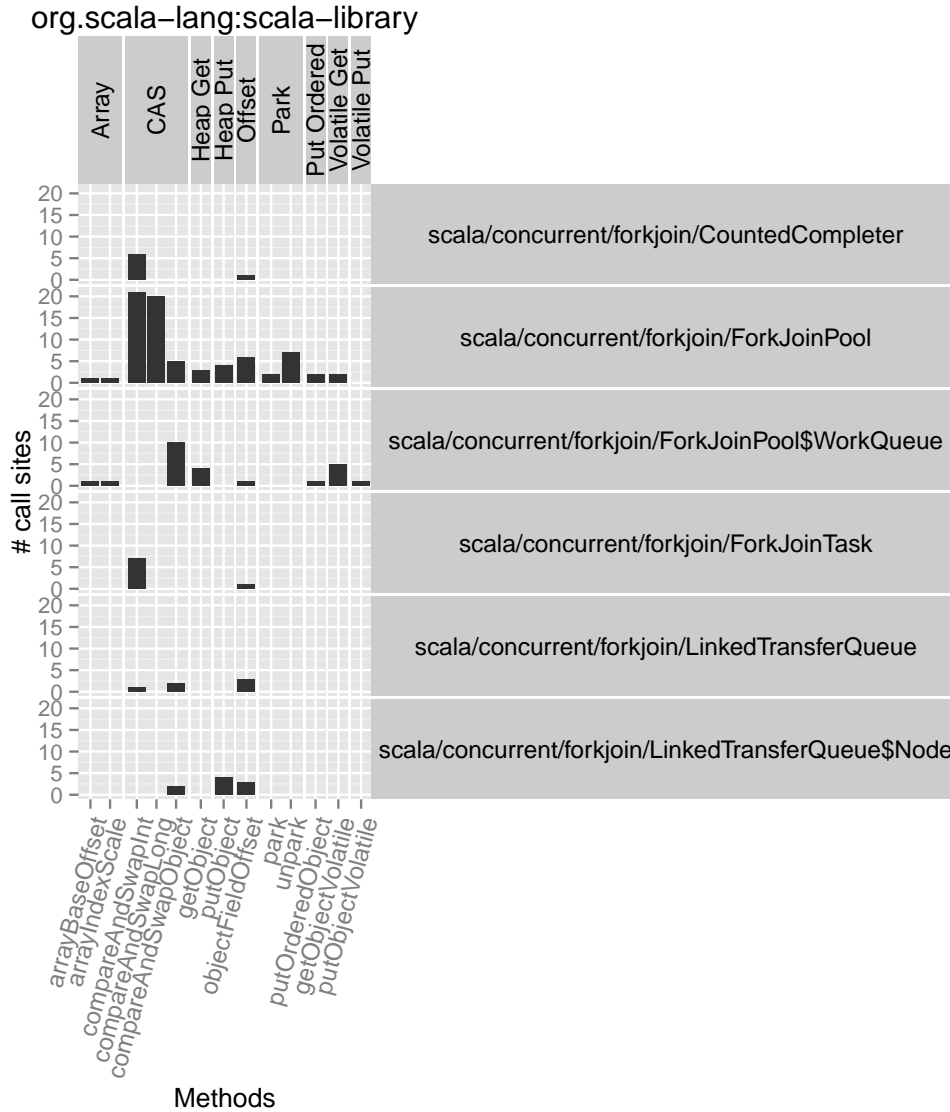 org.scala−lang:scala−library
Array
CAS
Heap Get
Heap Put
Offset
Park
Put Ordered
Volatile Get
Volatile Put
# call sites
20
15
10
5
0
scala/concurrent/forkjoin/CountedCompleter
20
15
10
5
0
scala/concurrent/forkjoin/ForkJoinPool
20
15
10
5
0
scala/concurrent/forkjoin/ForkJoinPool$WorkQueue
20
15
10
5
0
scala/concurrent/forkjoin/ForkJoinTask
20
15
10
5
0
scala/concurrent/forkjoin/LinkedTransferQueue
20
15
10
5
0
scala/concurrent/forkjoin/LinkedTransferQueue$Node
arrayBaseOffset
arrayIndexScale
compareAndSwapInt
compareAndSwapLong
compareAndSwapObject
getObject
putObject
objectFieldOffset
park
unpark
putOrderedObject
getObjectVolatile
putObjectVolatile
Methods